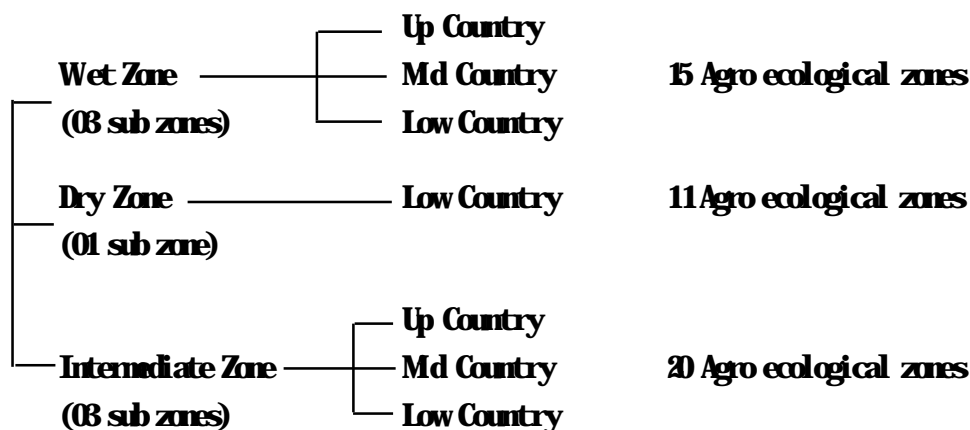 Up Country
Wet Zone Mid Country 15 Agro ecological zones
(03 sub zones) Low Country
Dry Zone Low Country 11 Agro ecological zones
(01 sub zone)
Up Country
Intermediate Zone Mid Country 20 Agro ecological zones
(03 sub zones) Low Country